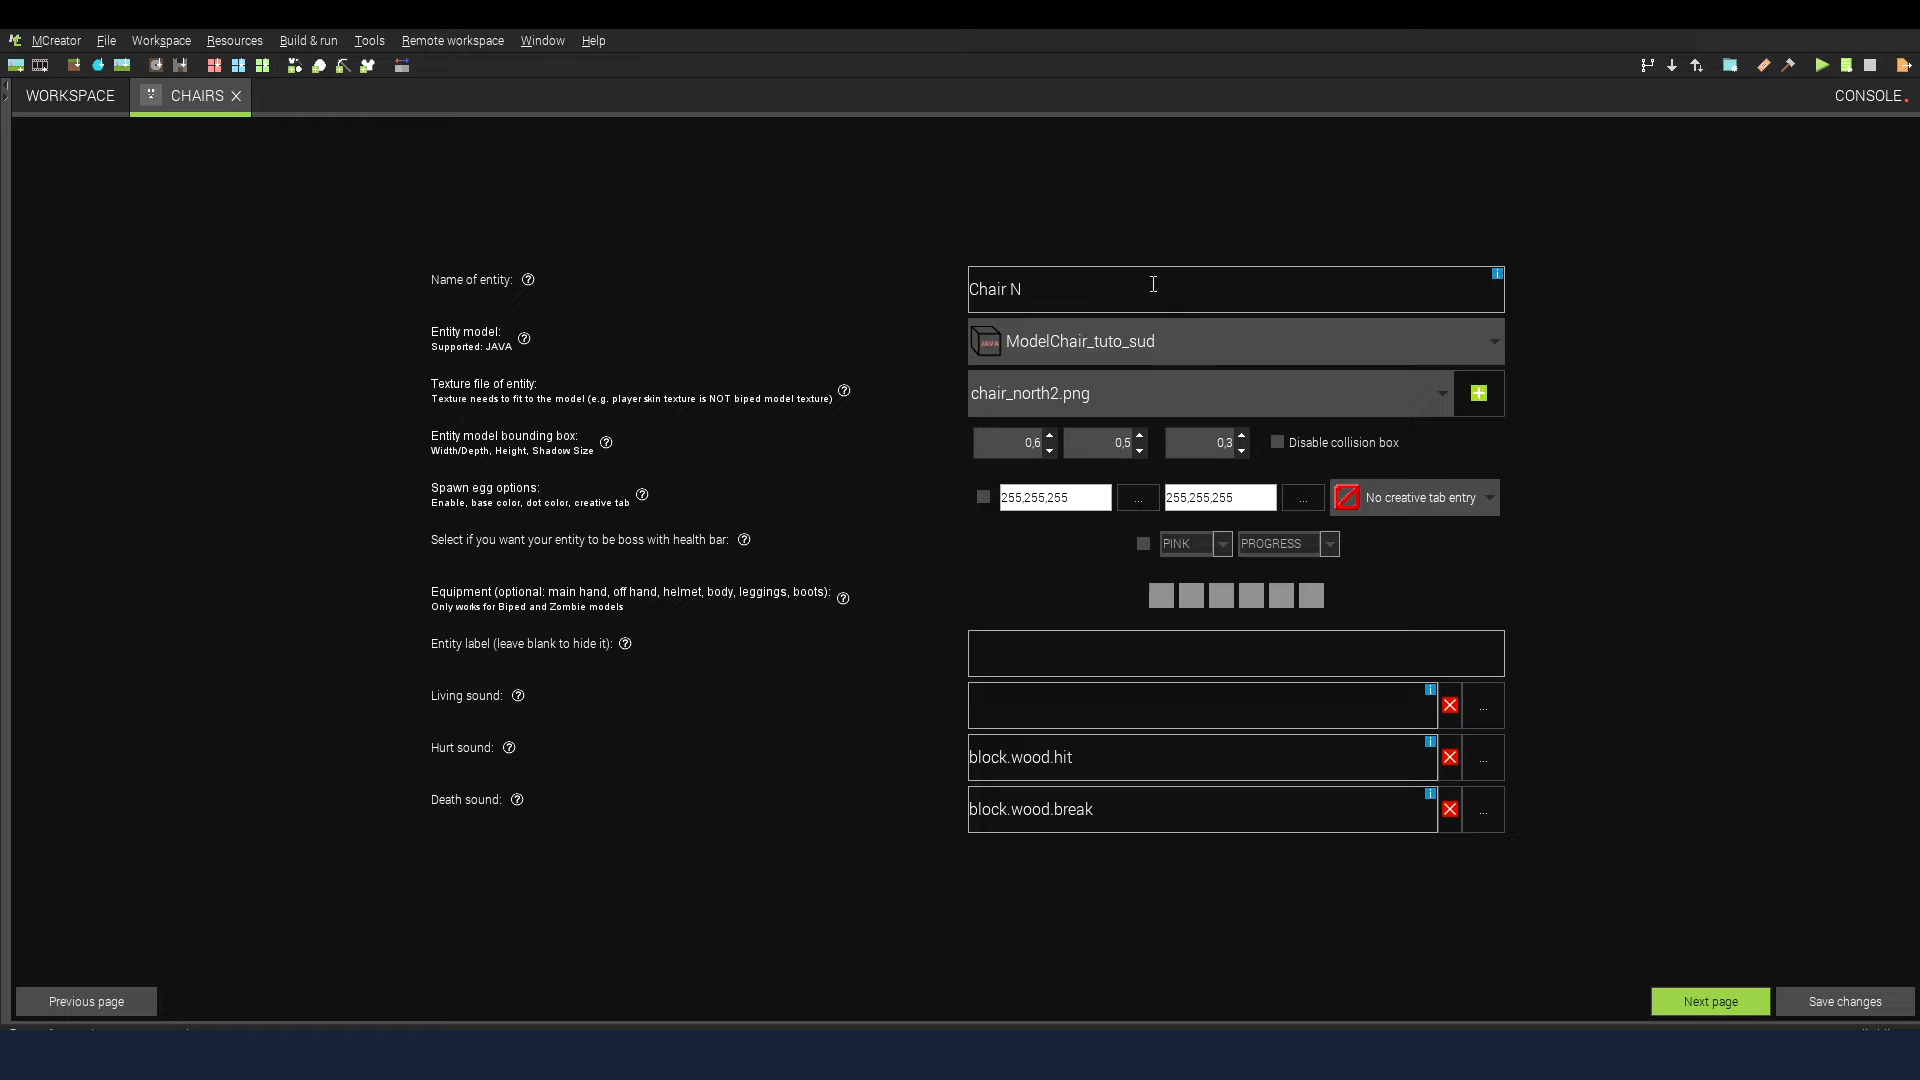 MCreator File Workspace Resources Build & run Tools Remote workspace Window Help
WORKSPACE CHAIRS CONSOLE
Name of entity: Chair N
Entity model: ModelChair_tuto_sud
Supported: JAVA
Texture file of entity: chair_north2.png
Texture needs to fit to the model (e.g. player skin texture is NOT biped model texture)
Entity model bounding box: 0,6 0,5 0,3 Disable collision box
Width/Depth, Height, Shadow Size
Spawn egg options: 255,255,255 ... 255,255,255 ... No creative tab entry
Enable, base color, dot color, creative tab
Select if you want your entity to be boss with health bar: PINK PROGRESS
Equipment (optional: main hand, off hand, helmet, body, leggings, boots):
Only works for Biped and Zombie models
Entity label (leave blank to hide it):
Living sound: ...
Hurt sound: block.wood.hit ...
Death sound: block.wood.break ...
Previous page Next page Save changes